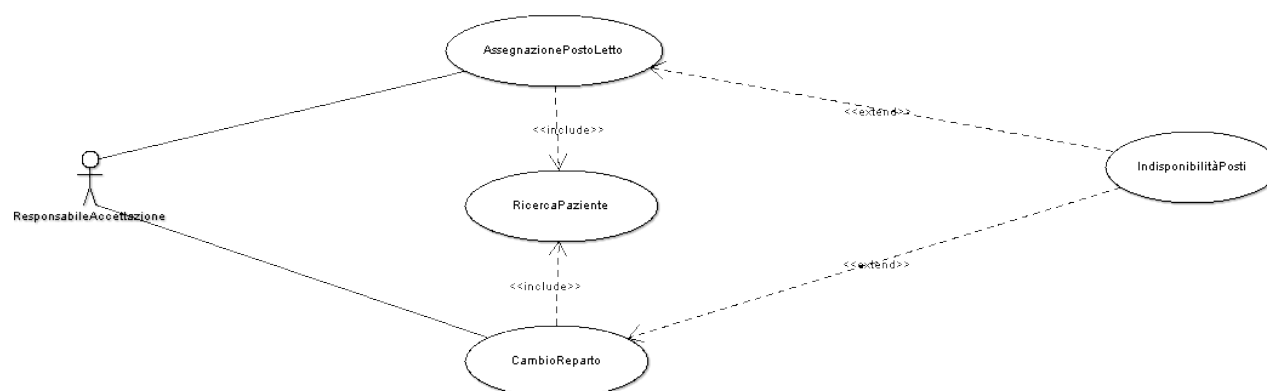 AssegnazionePostoLetto
<<extend>>
<<include>>
IndisponibilitàPosti
RicercaPaziente
ResponsabileAccettazione
<<extend>>
<<include>>
CambioReparto